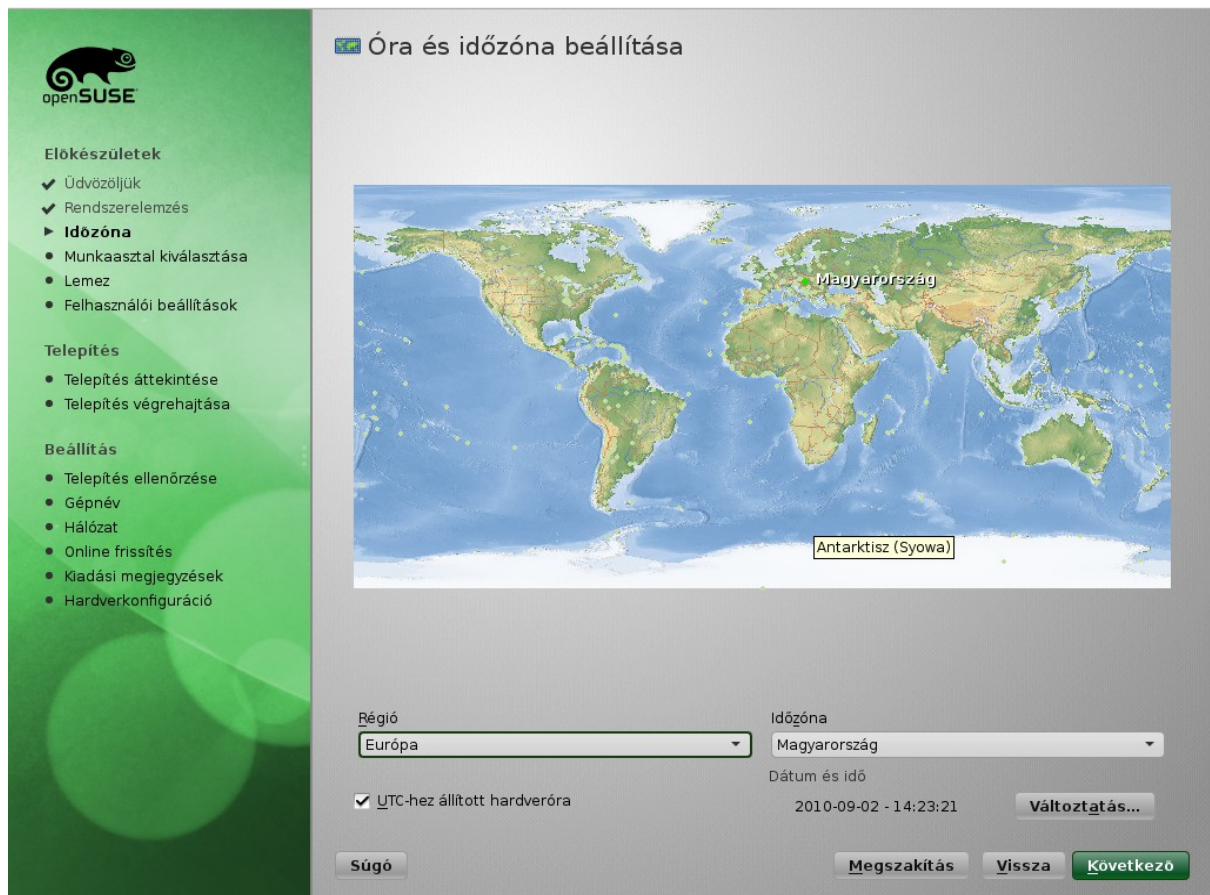 openSUSE
Előkészületek
Üdvözöljük
Rendszerelemzés
Időzóna
Munkaasztal kiválasztása
Lemez
Felhasználói beállítások
Telepítés
Telepítés áttekintése
Telepítés végrehajtása
Beállítás
Telepítés ellenőrzése
Gépnév
Hálózat
Online frissítés
Kiadási megjegyzések
Hardverkonfiguráció
Óra és időzóna beállítása
Magyarország
Antarktisz (Syowa)
Régió
Európa
Időzóna
Magyarország
Dátum és idő
UTC-hez állított hardveróra
2010-09-02 - 14:23:21
Változtatás...
Súgó
Megszakítás
Vissza
Következő